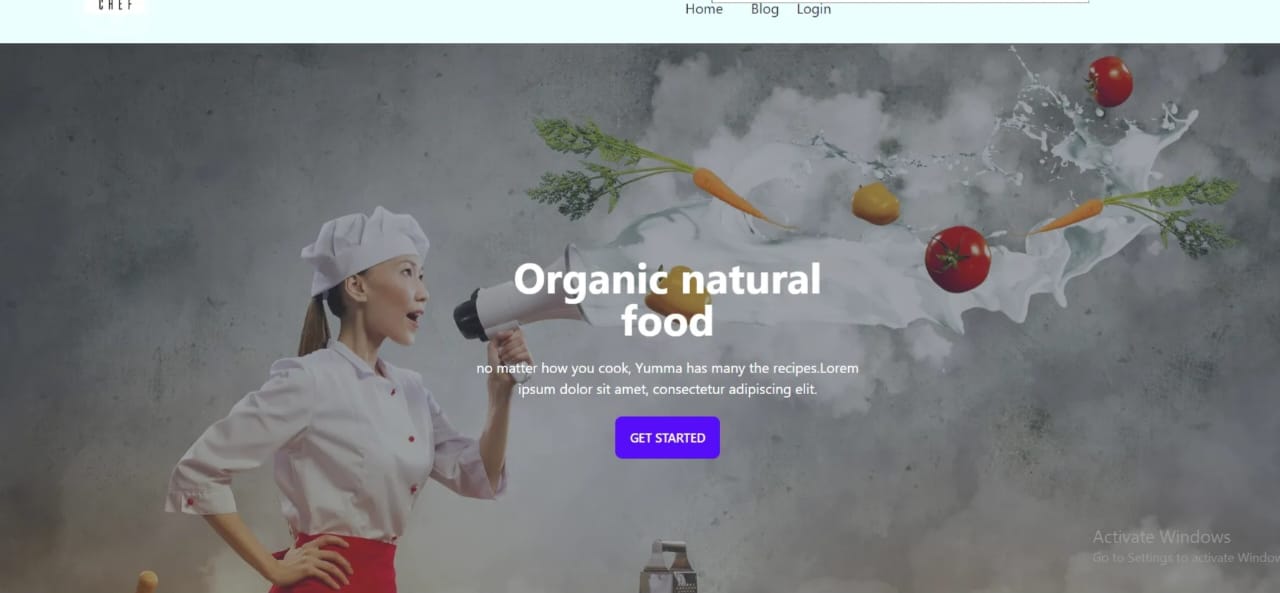 CHEF
Home Blog Login
Organic natural
food
no matter how you cook, Yumma has many the recipes.Lorem
ipsum dolor sit amet, consectetur adipiscing elit.
GET STARTED
Activate Windows
Go to Settings to activate Window